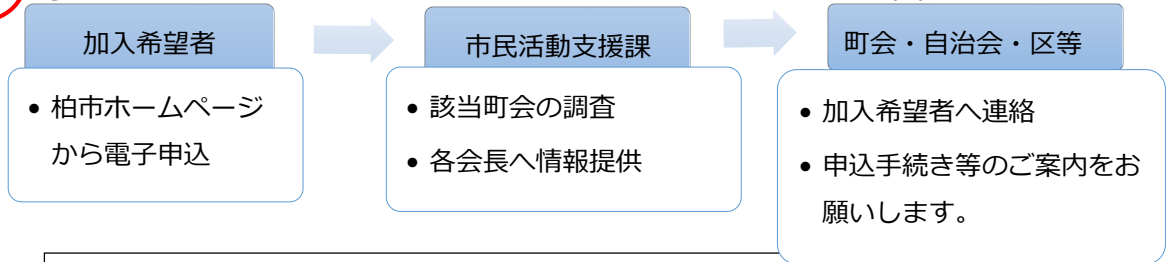 加入希望者
• 柏市ホームページ
から電子申込
市民活動支援課
• 該当町会の調査
• 各会長へ情報提供
町会・自治会・区等
• 加入希望者へ連絡
• 申込手続き等のご案内をお
願いします。